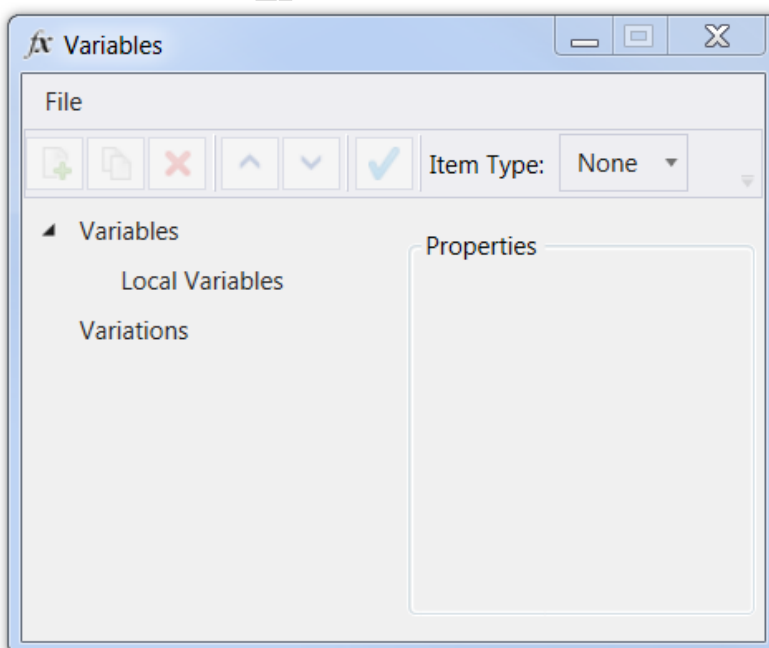 fx Variables
File
Item Type: None
Variables
Local Variables
Variations
Properties